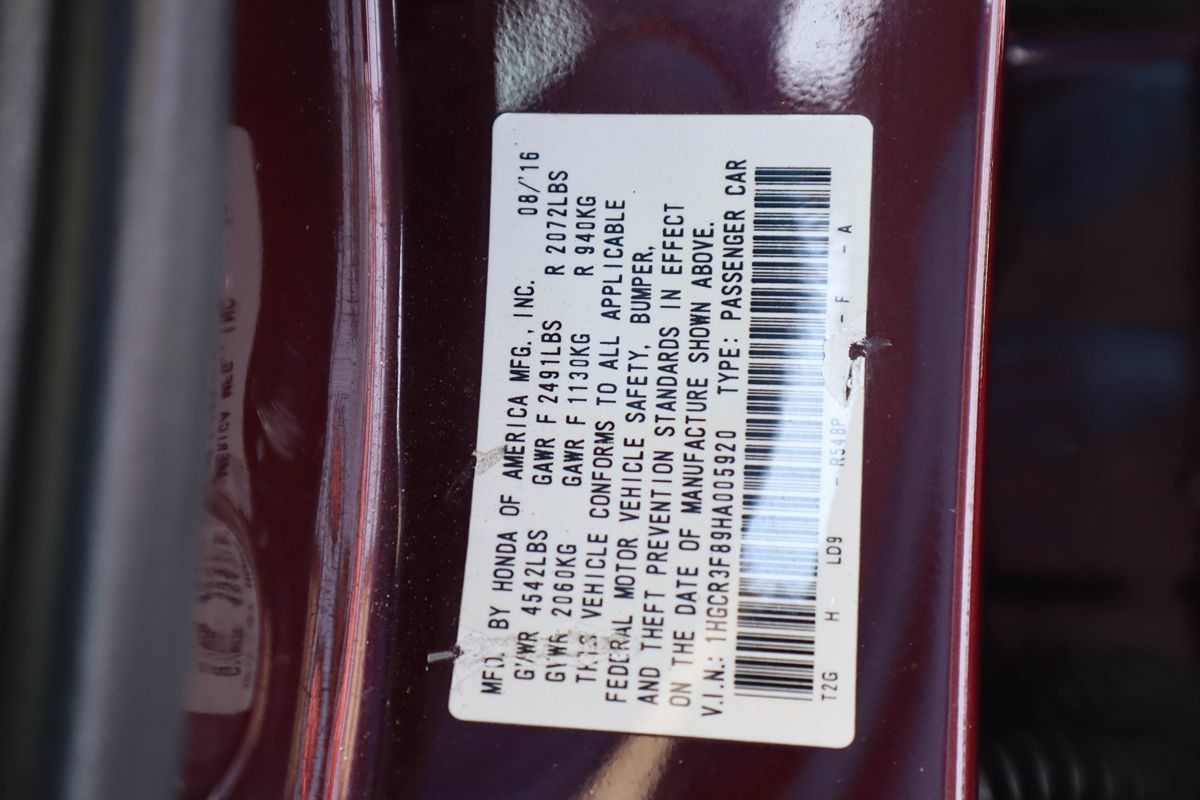 MFD. BY HONDA OF AMERICA MFG., INC. 08/'16
GVWR 4542LBS GAWR F 2491LBS R 2072LBS
GVWR 2060KG GAWR F 1130KG R 940KG
THIS VEHICLE CONFORMS TO ALL APPLICABLE
FEDERAL MOTOR VEHICLE SAFETY, BUMPER,
AND THEFT PREVENTION STANDARDS IN EFFECT
ON THE DATE OF MANUFACTURE SHOWN ABOVE.
V.I.N.: 1HGCR3F89HA005920 TYPE: PASSENGER CAR
T2G H LD9 - R548P - F - A